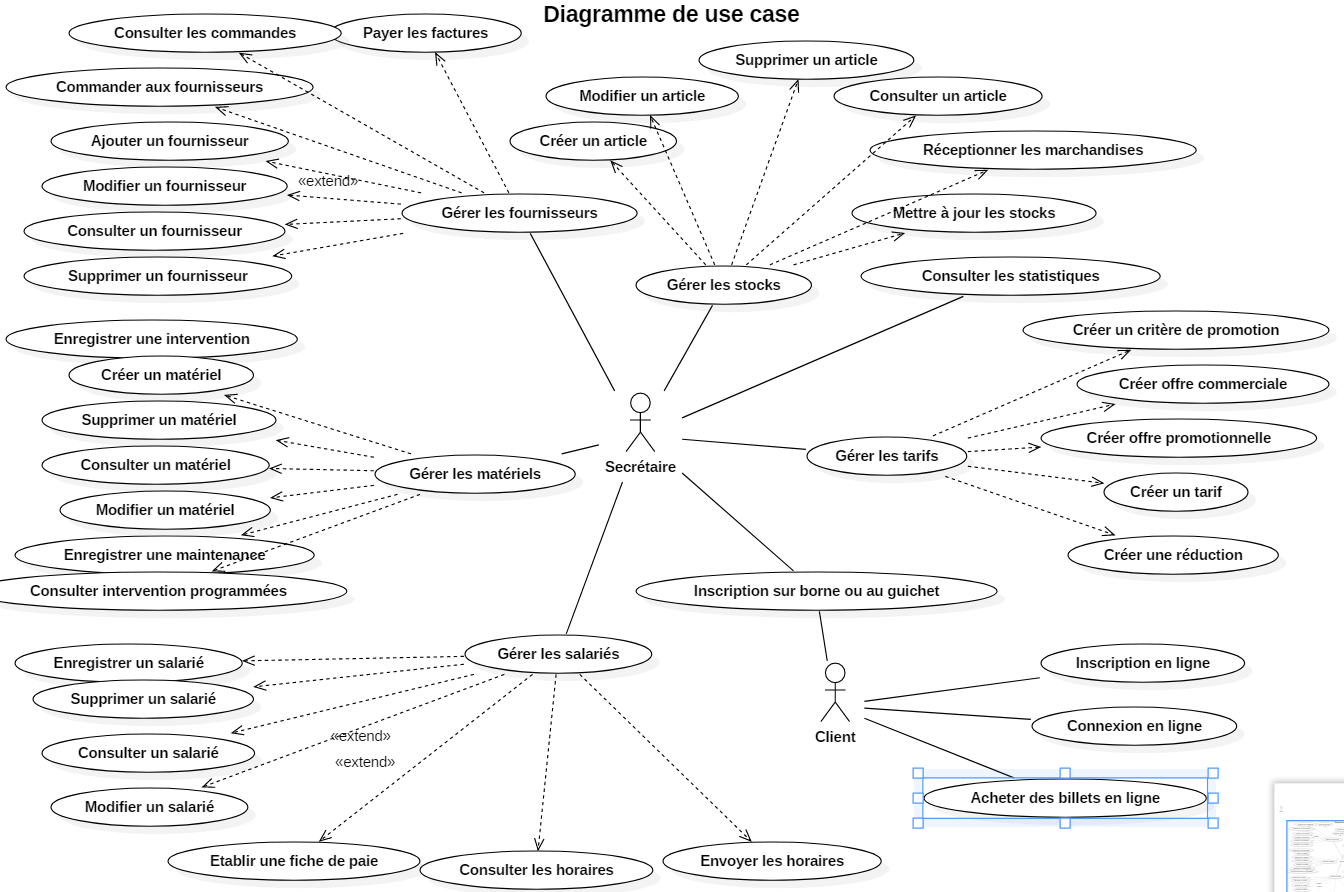 Diagramme de use case
Consulter les commandes
Payer les factures
Supprimer un article
Commander aux fournisseurs
Modifier un article
Consulter un article
Ajouter un fournisseur
Créer un article
Réceptionner les marchandises
«extend»
Modifier un fournisseur
Gérer les fournisseurs
Mettre à jour les stocks
Consulter un fournisseur
Supprimer un fournisseur
Gérer les stocks
Consulter les statistiques
Enregistrer une intervention
Créer un critère de promotion
Créer un matériel
Créer offre commerciale
Supprimer un matériel
Créer offre promotionnelle
Consulter un matériel
Gérer les matériels
Secrétaire
Gérer les tarifs
Créer un tarif
Modifier un matériel
Enregistrer une maintenance
Créer une réduction
Consulter intervention programmées
Inscription sur borne ou au guichet
Gérer les salariés
Enregistrer un salarié
Inscription en ligne
Supprimer un salarié
Connexion en ligne
«extend»
Client
Consulter un salarié
«extend»
Modifier un salarié
Acheter des billets en ligne
Etablir une fiche de paie
Consulter les horaires
Envoyer les horaires